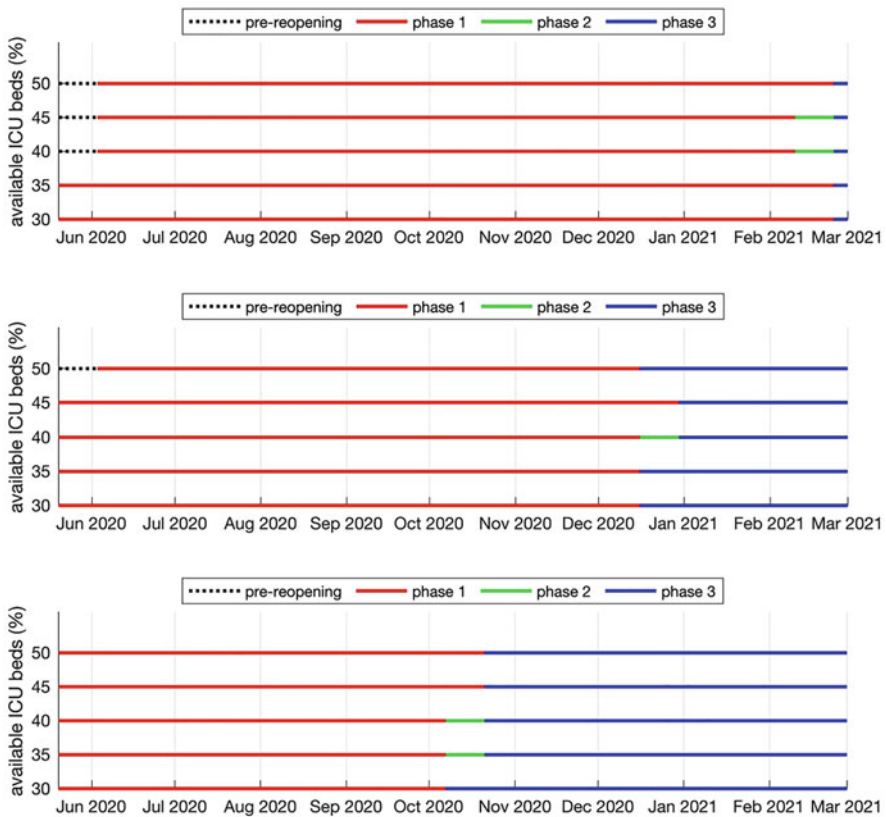 pre-reopening phase 1 phase 2 phase 3
available ICU beds (%)
50
45
40
35
30
Jun 2020 Jul 2020 Aug 2020 Sep 2020 Oct 2020 Nov 2020 Dec 2020 Jan 2021 Feb 2021 Mar 2021
pre-reopening phase 1 phase 2 phase 3
available ICU beds (%)
50
45
40
35
30
Jun 2020 Jul 2020 Aug 2020 Sep 2020 Oct 2020 Nov 2020 Dec 2020 Jan 2021 Feb 2021 Mar 2021
pre-reopening phase 1 phase 2 phase 3
available ICU beds (%)
50
45
40
35
30
Jun 2020 Jul 2020 Aug 2020 Sep 2020 Oct 2020 Nov 2020 Dec 2020 Jan 2021 Feb 2021 Mar 2021